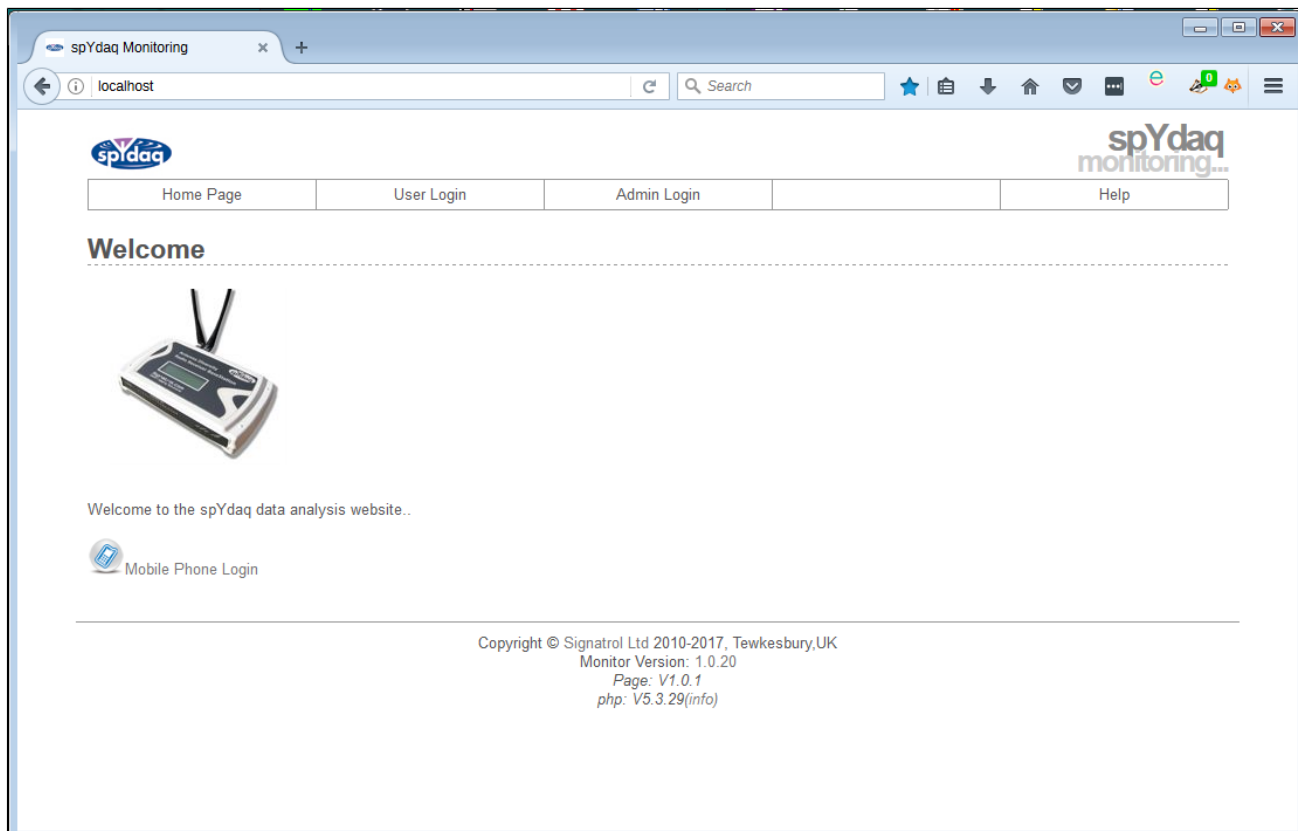 spYdaq Monitoring
localhost
Search
0
spYdaq
spYdaq
monitoring...
Home Page
User Login
Admin Login
Help
Welcome
Welcome to the spYdaq data analysis website..
Mobile Phone Login
Copyright © Signatrol Ltd 2010-2017, Tewkesbury,UK
Monitor Version: 1.0.20
Page: V1.0.1
php: V5.3.29(info)